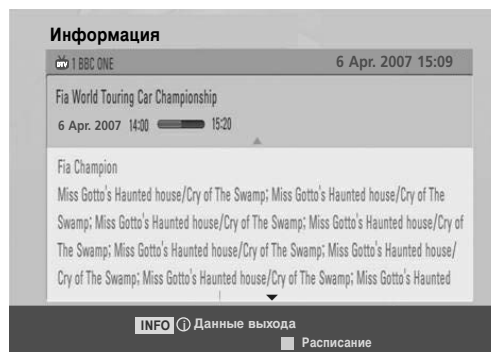 Информация
DTV 1 BBC ONE 6 Apr. 2007 15:09
Fia World Touring Car Championship
6 Apr. 2007 14:00 15:20
Fia Champion
Miss Gotto's Haunted house/Cry of The Swamp; Miss Gotto's Haunted house/Cry of The
Swamp; Miss Gotto's Haunted house/Cry of The Swamp; Miss Gotto's Haunted house/Cry of
The Swamp; Miss Gotto's Haunted house/Cry of The Swamp; Miss Gotto's Haunted house/
Cry of The Swamp; Miss Gotto's Haunted house/Cry of The Swamp; Miss Gotto's Haunted
INFO i Данные выхода
Расписание